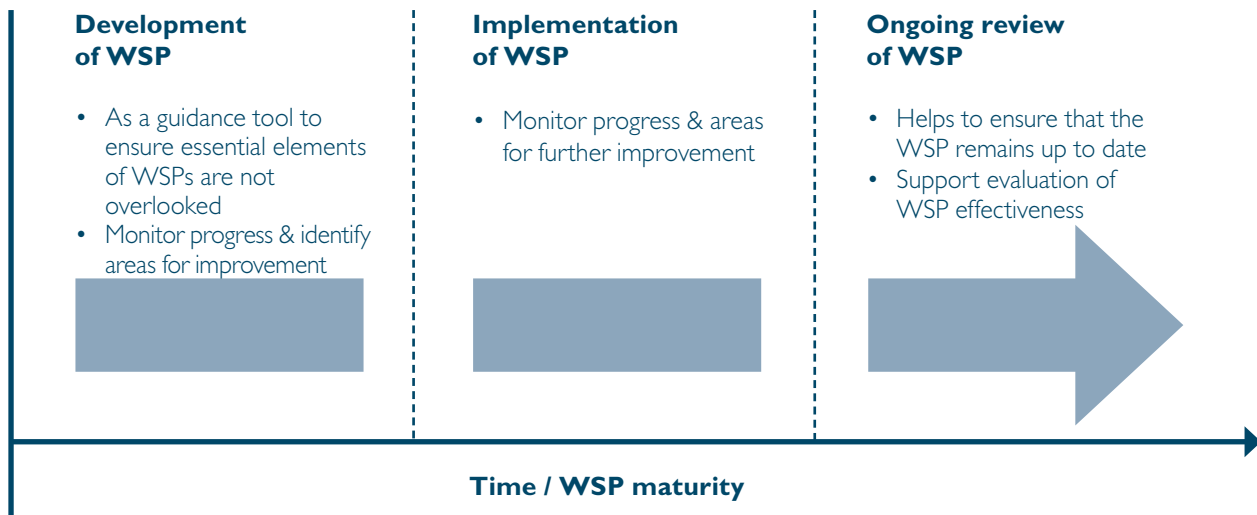 Development
of WSP
• As a guidance tool to
ensure essential elements
of WSPs are not
overlooked
• Monitor progress & identify
areas for improvement
Implementation
of WSP
• Monitor progress & areas
for further improvement
Ongoing review
of WSP
• Helps to ensure that the
WSP remains up to date
• Support evaluation of
WSP effectiveness
Time / WSP maturity